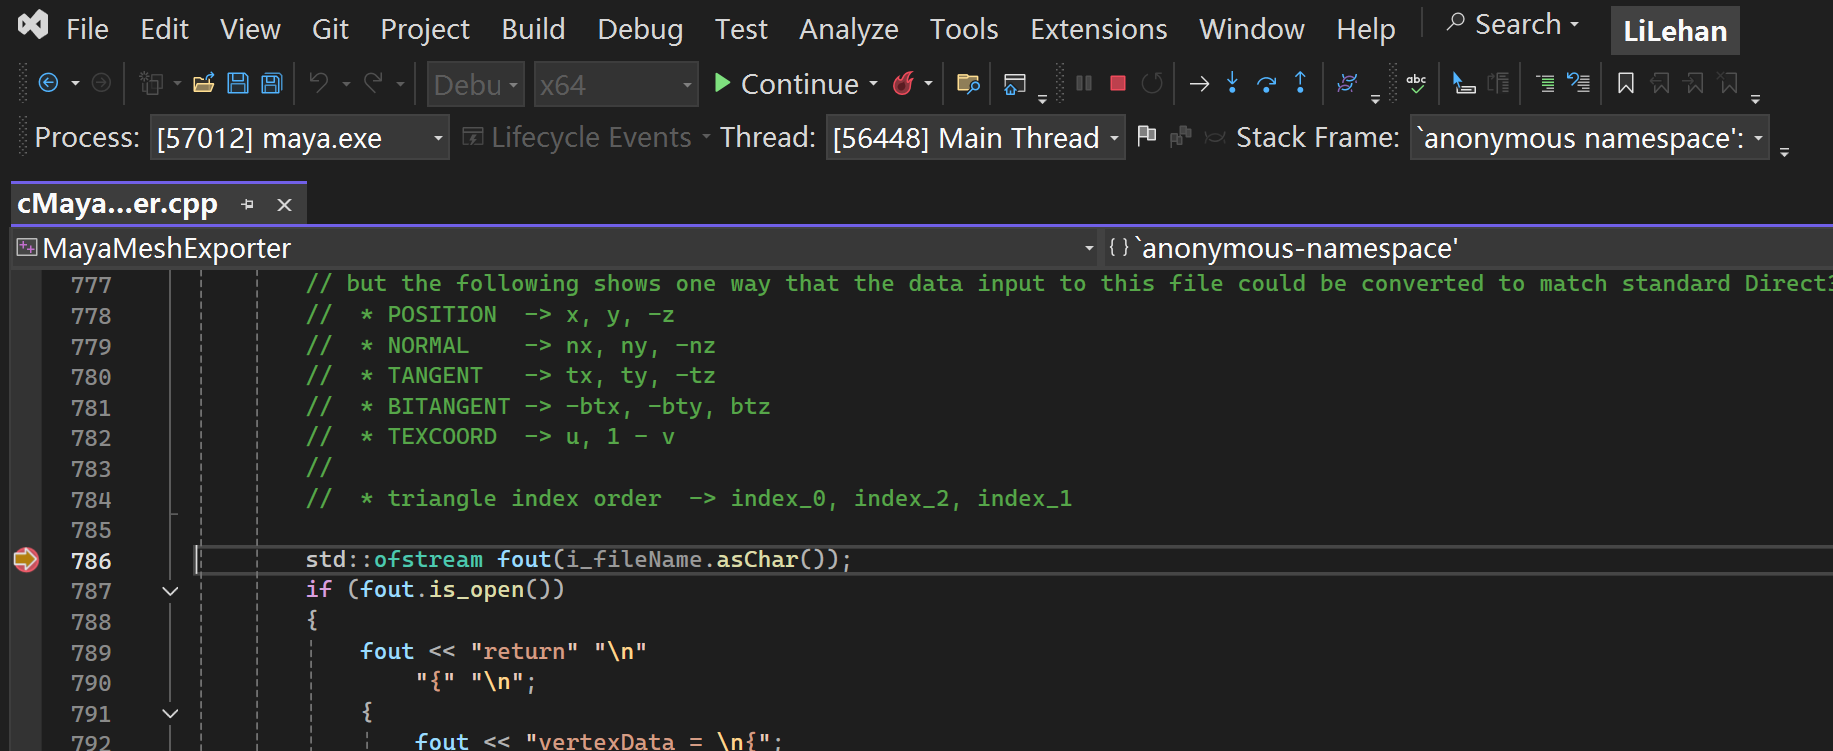 File Edit View Git Project Build Debug Test Analyze Tools Extensions Window Help Search LiLehan
Debu x64 Continue abc
Process: [57012] maya.exe Lifecycle Events Thread: [56448] Main Thread Stack Frame: `anonymous namespace':
cMaya...er.cpp
MayaMeshExporter {} `anonymous-namespace'
777 // but the following shows one way that the data input to this file could be converted to match standard Direct3
778 // * POSITION -> x, y, -z
779 // * NORMAL -> nx, ny, -nz
780 // * TANGENT -> tx, ty, -tz
781 // * BITANGENT -> -btx, -bty, btz
782 // * TEXCOORD -> u, 1 - v
783 //
784 // * triangle index order -> index_0, index_2, index_1
785
786 std::ofstream fout(i_fileName.asChar());
787 if (fout.is_open())
788 {
789 fout << "return" "\n"
790 "{" "\n";
791 {
792 fout << "vertexData = \n{";